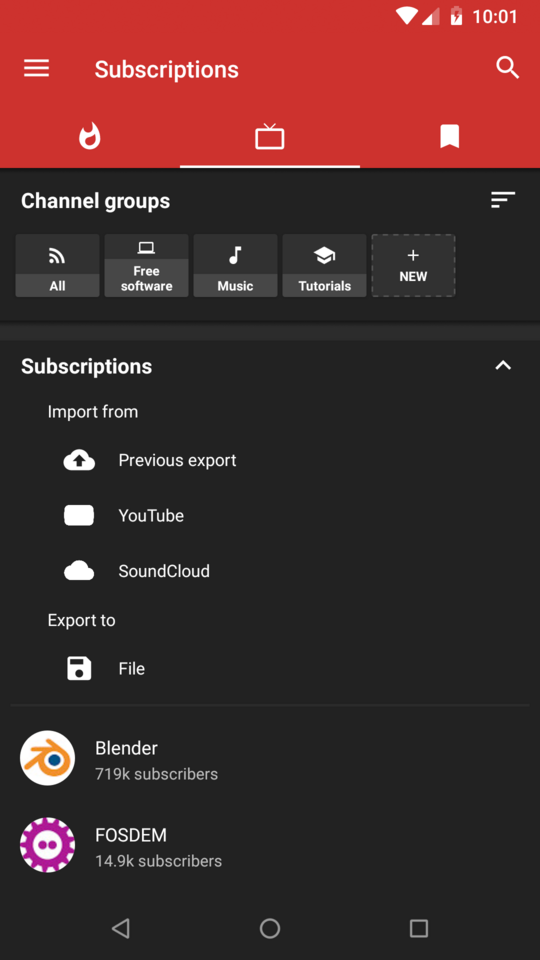 10:01
Subscriptions
Channel groups
All
Free
software
Music
Tutorials
+
NEW
Subscriptions
Import from
Previous export
YouTube
SoundCloud
Export to
File
Blender
719k subscribers
FOSDEM
14.9k subscribers